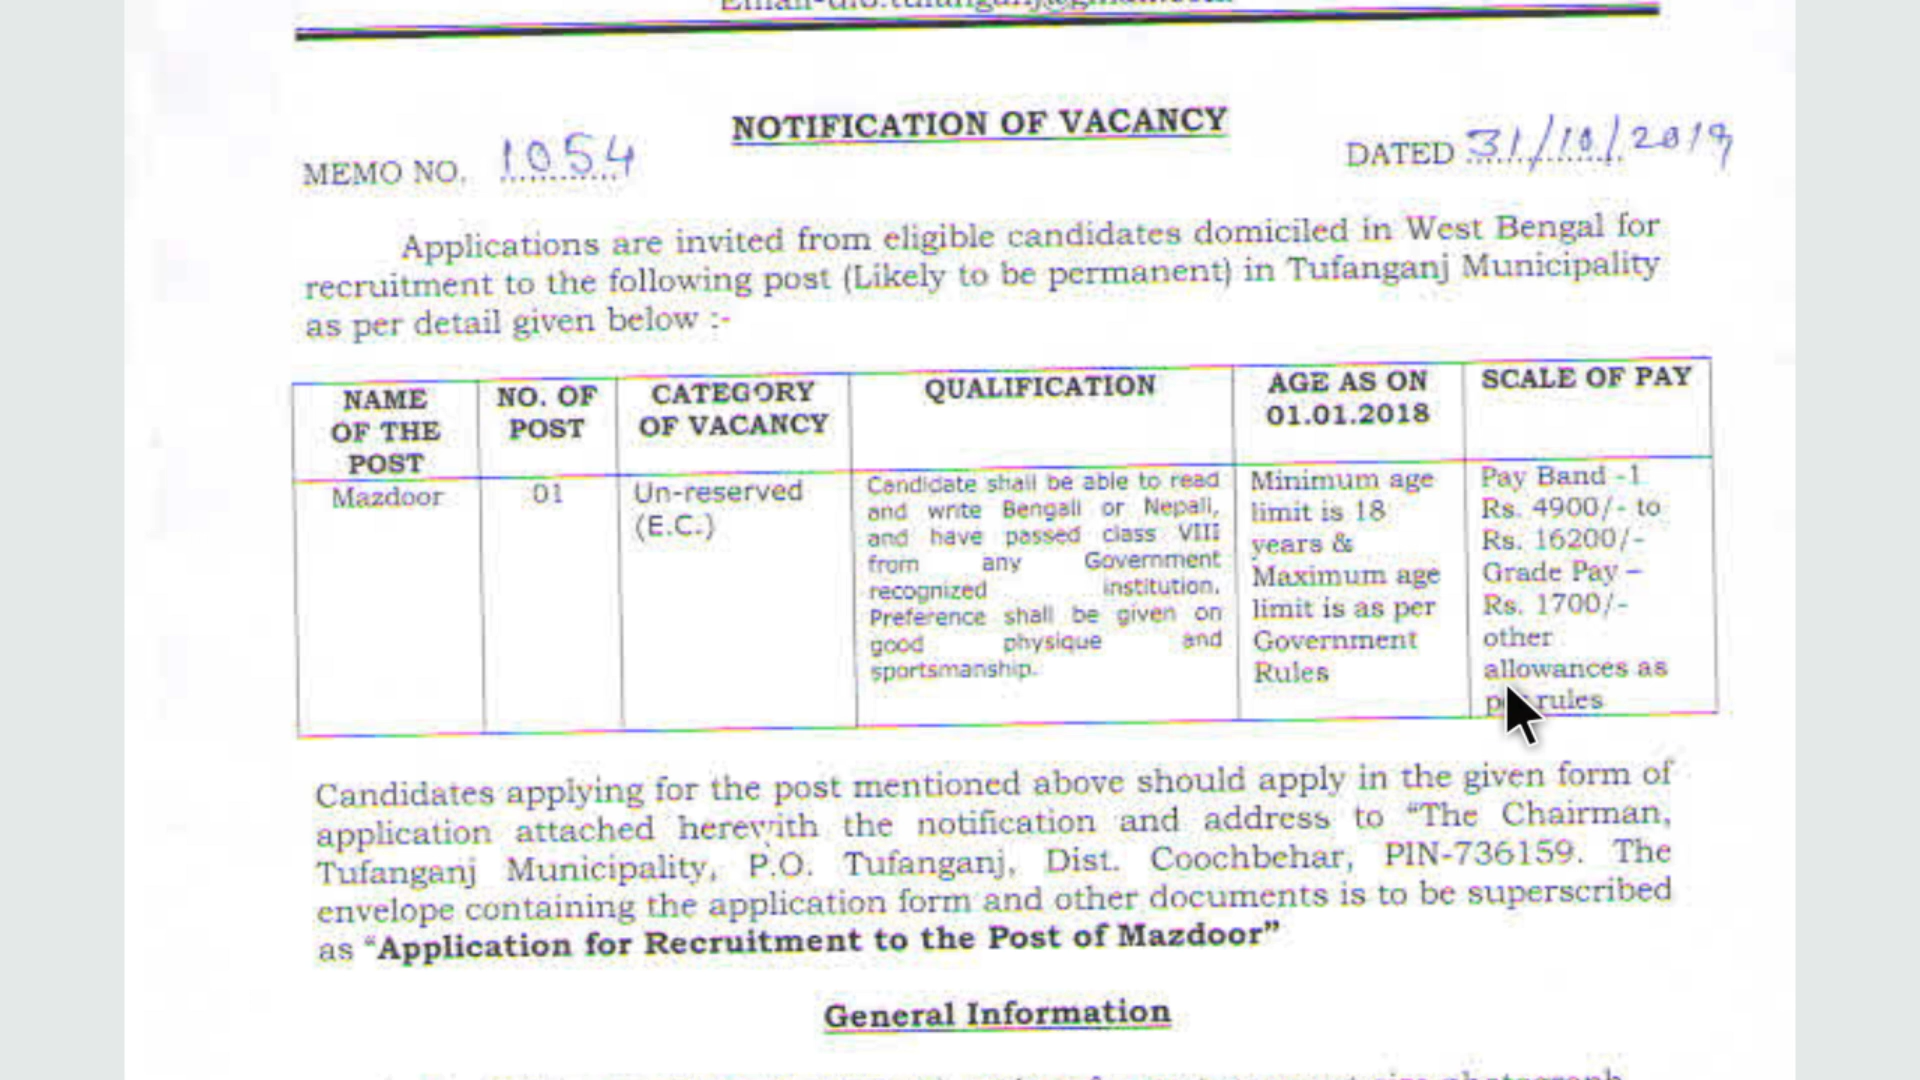 NOTIFICATION OF VACANCY
MEMO NO. 1054
DATED 31/10/2019
Applications are invited from eligible candidates domiciled in West Bengal for
recruitment to the following post (Likely to be permanent) in Tufanganj Municipality
as per detail given below :-
NAME
OF THE
POST
NO. OF
POST
CATEGORY
OF VACANCY
QUALIFICATION
AGE AS ON
01.01.2018
SCALE OF PAY
Mazdoor
01
Un-reserved
(E.C.)
Candidate shall be able to read
and write Bengali or Nepali,
and have passed class VIII
from any Government
recognized institution.
Preference shall be given on
good physique and
sportsmanship.
Minimum age
limit is 18
years &
Maximum age
limit is as per
Government
Rules
Pay Band -1
Rs. 4900/- to
Rs. 16200/-
Grade Pay –
Rs. 1700/-
other
allowances as
rules
Candidates applying for the post mentioned above should apply in the given form of
application attached herewith the notification and address to “The Chairman,
Tufanganj Municipality, P.O. Tufanganj, Dist. Coochbehar, PIN-736159. The
envelope containing the application form and other documents is to be superscribed
as “Application for Recruitment to the Post of Mazdoor”
General Information